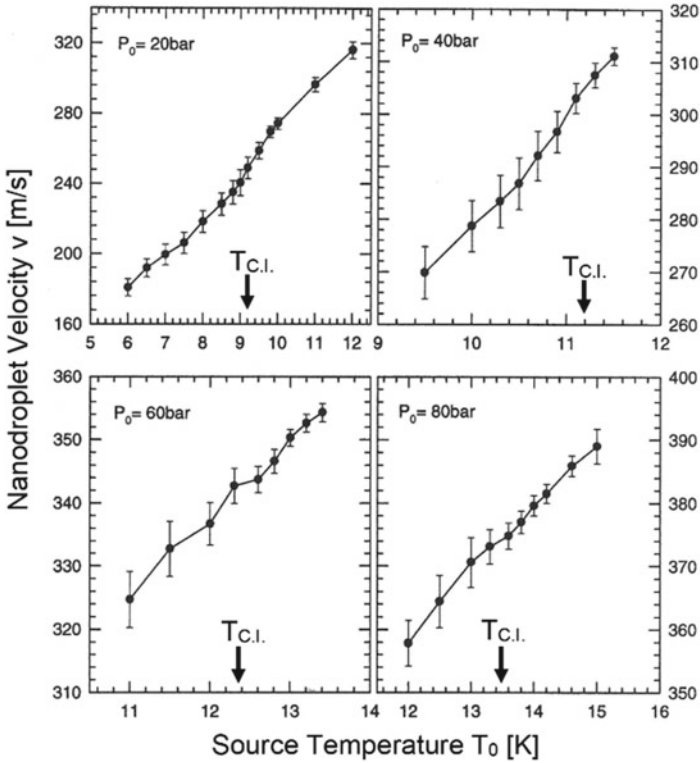 P₀= 20bar
320
280
240
200
160
T_C.I.
5 6 7 8 9 10 11 12
P₀= 40bar
320
310
300
290
280
270
260
T_C.I.
9 10 11 12
P₀= 60bar
360
350
340
330
320
310
T_C.I.
11 12 13 14
P₀= 80bar
400
390
380
370
360
350
T_C.I.
12 13 14 15 16
Nanodroplet Velocity v [m/s]
Source Temperature T₀ [K]